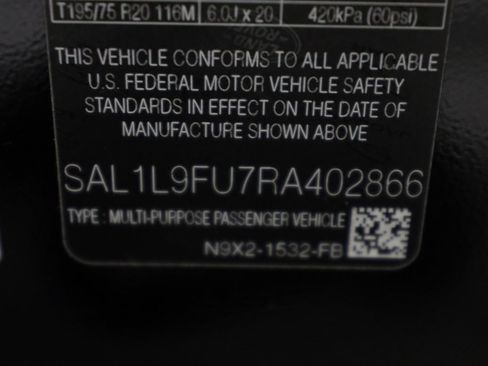 T195/75 R20 116M 6.0J x 20 420kPa (60psi)
THIS VEHICLE CONFORMS TO ALL APPLICABLE
U.S. FEDERAL MOTOR VEHICLE SAFETY
STANDARDS IN EFFECT ON THE DATE OF
MANUFACTURE SHOWN ABOVE
SAL1L9FU7RA402866
TYPE : MULTI-PURPOSE PASSENGER VEHICLE
N9X2-1532-FB